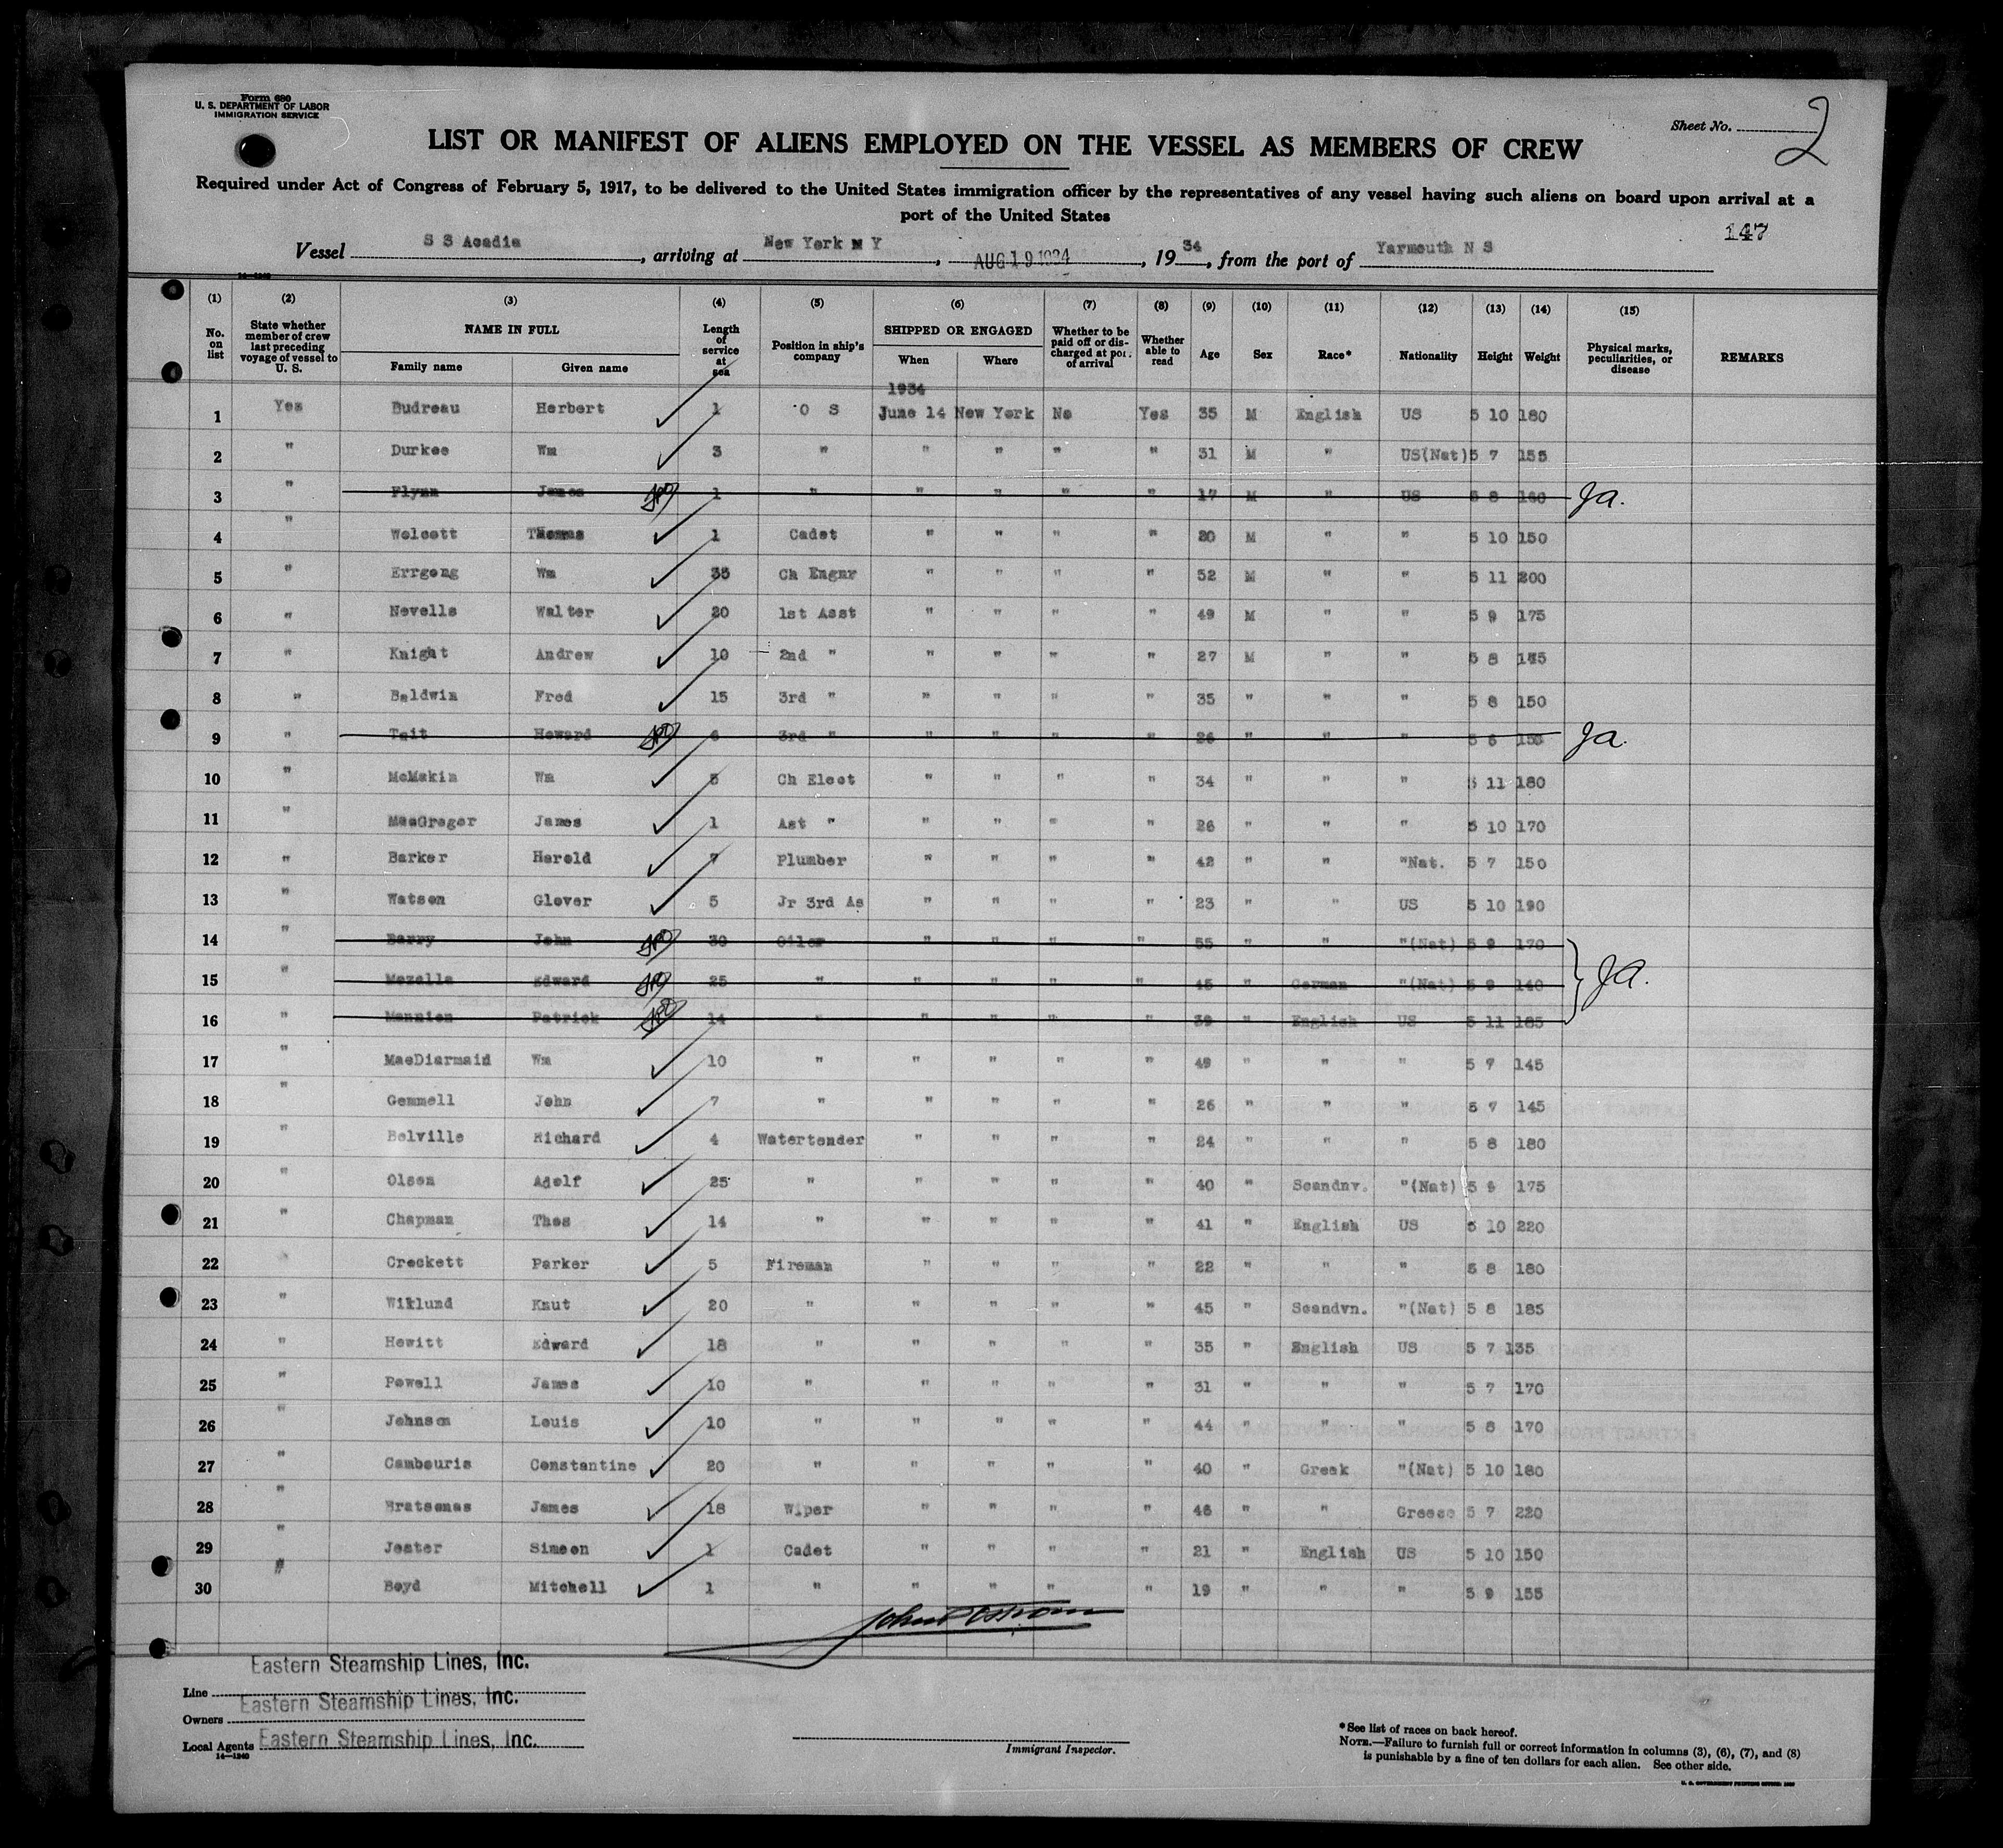 Form 680
U. S. DEPARTMENT OF LABOR
IMMIGRATION SERVICE
Sheet No. 2
LIST OR MANIFEST OF ALIENS EMPLOYED ON THE VESSEL AS MEMBERS OF CREW
Required under Act of Congress of February 5, 1917, to be delivered to the United States immigration officer by the representatives of any vessel having such aliens on board upon arrival at a
port of the United States
147
Vessel S S Acadia, arriving at New York N Y, AUG 19 1934, 1934, from the port of Yarmouth N S
14—1240
(1) (2) (3) (4) (5) (6) (7) (8) (9) (10) (11) (12) (13) (14) (15)
No. on list State whether member of crew last preceding voyage of vessel to U. S. NAME IN FULL Family name Given name Length of service at sea Position in ship's company SHIPPED OR ENGAGED When Where Whether to be paid off or discharged at port of arrival Whether able to read Age Sex Race* Nationality Height Weight Physical marks, peculiarities, or disease REMARKS
1934
1 Yes Budreau Herbert 1 O S June 14 New York No Yes 35 M English US 5 10 180
2 " Durkee Wm 3 " " " " " 31 M " US(Nat) 5 7 155
3 " Flynn James 1 " " " " " 17 M " US 5 8 160 Ja.
4 " Wolcott Thomas 1 Cadet " " " " 20 M " " 5 10 150
5 " Errgong Wm 35 Ch Engnr " " " " 52 M " " 5 11 200
6 " Nevells Walter 20 1st Asst " " " " 49 M " " 5 9 175
7 " Knight Andrew 10 2nd " " " " " 27 M " " 5 8 145
8 " Baldwin Fred 15 3rd " " " " " 35 " " " 5 8 150
9 " Tait Howard 6 3rd " " " " " 26 " " " 5 6 Ja.
10 " McMakin Wm 5 Ch Elect " " " " 34 " " " 5 11 180
11 " MacGregor James 1 Ast " " " " " 26 " " " 5 10 170
12 " Barker Harold 7 Plumber " " " " 42 " " "Nat. 5 7 150
13 " Watson Glover 5 Jr 3rd As " " " " 23 " " US 5 10 190
14 " Barry John 30 Oiler " " " " 55 " " "(Nat) 5 9 170
15 " Mezella Edward 25 " " " " " 45 " German "(Nat) 5 9 140 JA.
16 " Mannion Patrick 14 " " " " " 39 " English US 5 11 185
17 " MacDiarmaid Wm 10 " " " " " 49 " " " 5 7 145
18 " Gemmell John 7 " " " " " 26 " " " 5 7 145
19 " Belville Richard 4 Watertender " " " " 24 " " " 5 8 180
20 " Olsen Adolf 25 " " " " " 40 " Scandnv. "(Nat) 5 9 175
21 " Chapman Thos 14 " " " " " 41 " English US 5 10 220
22 " Crockett Parker 5 Fireman " " " " 22 " " " 5 8 180
23 " Wiklund Knut 20 " " " " " 45 " Scandvn. "(Nat) 5 8 185
24 " Hewitt Edward 18 " " " " " 35 " English US 5 7 135
25 " Powell James 10 " " " " " 31 " " " 5 7 170
26 " Johnson Louis 10 " " " " " 44 " " " 5 8 170
27 " Cambouris Constantine 20 " " " " " 40 " Greek "(Nat) 5 10 180
28 " Bratsenas James 18 Wiper " " " " 46 " " Greece 5 7 220
29 " Jester Simeon 1 Cadet " " " " 21 " English US 5 10 150
30 " Boyd Mitchell 1 " " " " " 19 " " " 5 9 155
John Ostrom
Eastern Steamship Lines, Inc.
Line
Eastern Steamship Lines, Inc.
Owners
Local Agents Eastern Steamship Lines, Inc.
14—1240
Immigrant Inspector.
*See list of races on back hereof.
NOTE.—Failure to furnish full or correct information in columns (3), (6), (7), and (8)
is punishable by a fine of ten dollars for each alien. See other side.